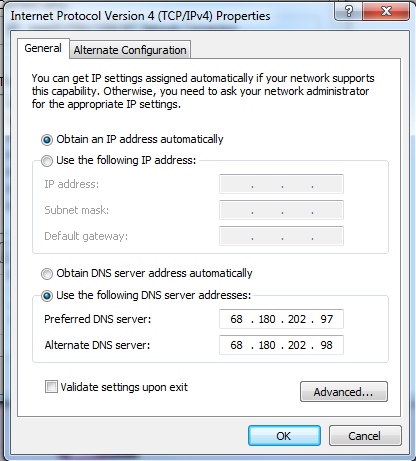 Internet Protocol Version 4 (TCP/IPv4) Properties
?
General
Alternate Configuration
You can get IP settings assigned automatically if your network supports
this capability. Otherwise, you need to ask your network administrator
for the appropriate IP settings.
Obtain an IP address automatically
Use the following IP address:
IP address: . . .
Subnet mask: . . .
Default gateway: . . .
Obtain DNS server address automatically
Use the following DNS server addresses:
Preferred DNS server: 68 . 180 . 202 . 97
Alternate DNS server: 68 . 180 . 202 . 98
Validate settings upon exit
Advanced...
OK
Cancel